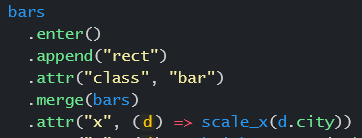 bars
.enter()
.append("rect")
.attr("class", "bar")
.merge(bars)
.attr("x", (d) => scale_x(d.city))